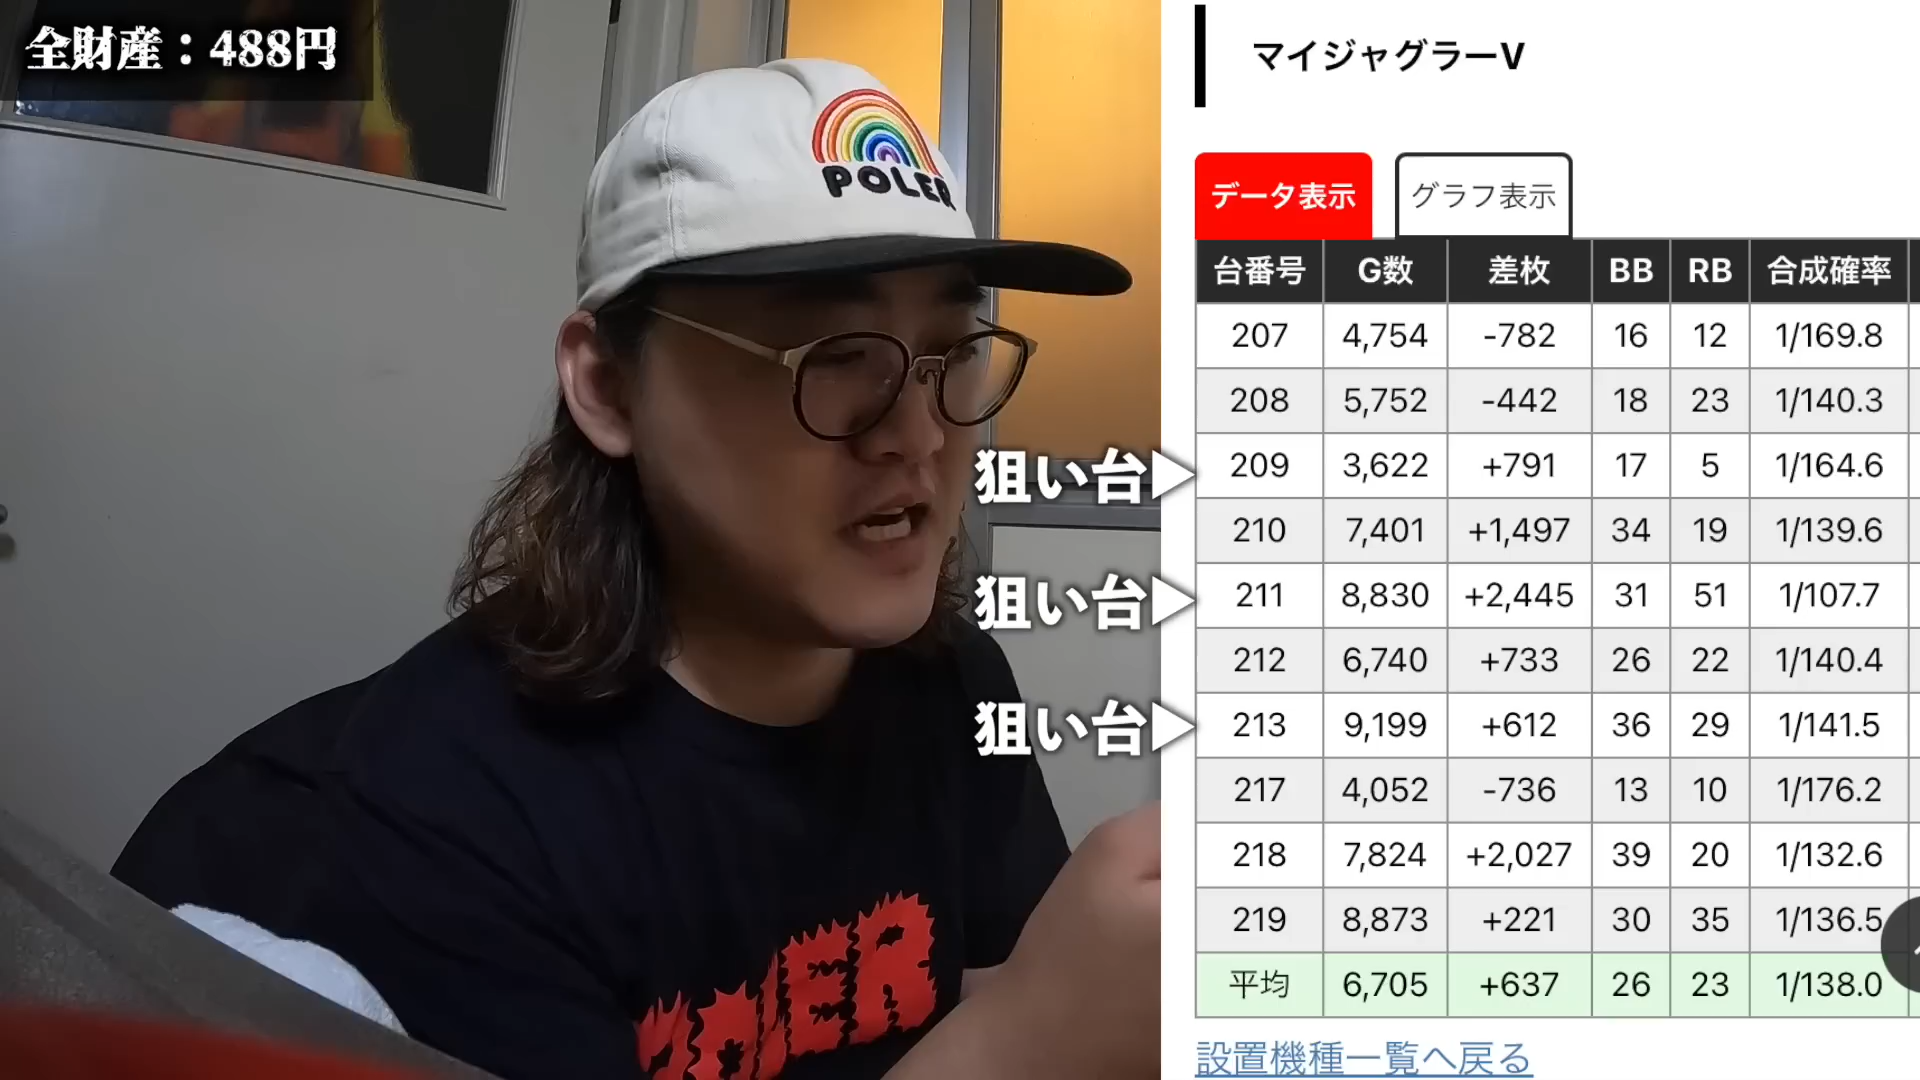 全財産：488円
POLER
狙い台▶
狙い台▶
狙い台▶
POLER
マイジャグラーV
データ表示 グラフ表示
台番号 G数 差枚 BB RB 合成確率
207 4,754 -782 16 12 1/169.8
208 5,752 -442 18 23 1/140.3
209 3,622 +791 17 5 1/164.6
210 7,401 +1,497 34 19 1/139.6
211 8,830 +2,445 31 51 1/107.7
212 6,740 +733 26 22 1/140.4
213 9,199 +612 36 29 1/141.5
217 4,052 -736 13 10 1/176.2
218 7,824 +2,027 39 20 1/132.6
219 8,873 +221 30 35 1/136.5
平均 6,705 +637 26 23 1/138.0
設置機種一覧へ戻る